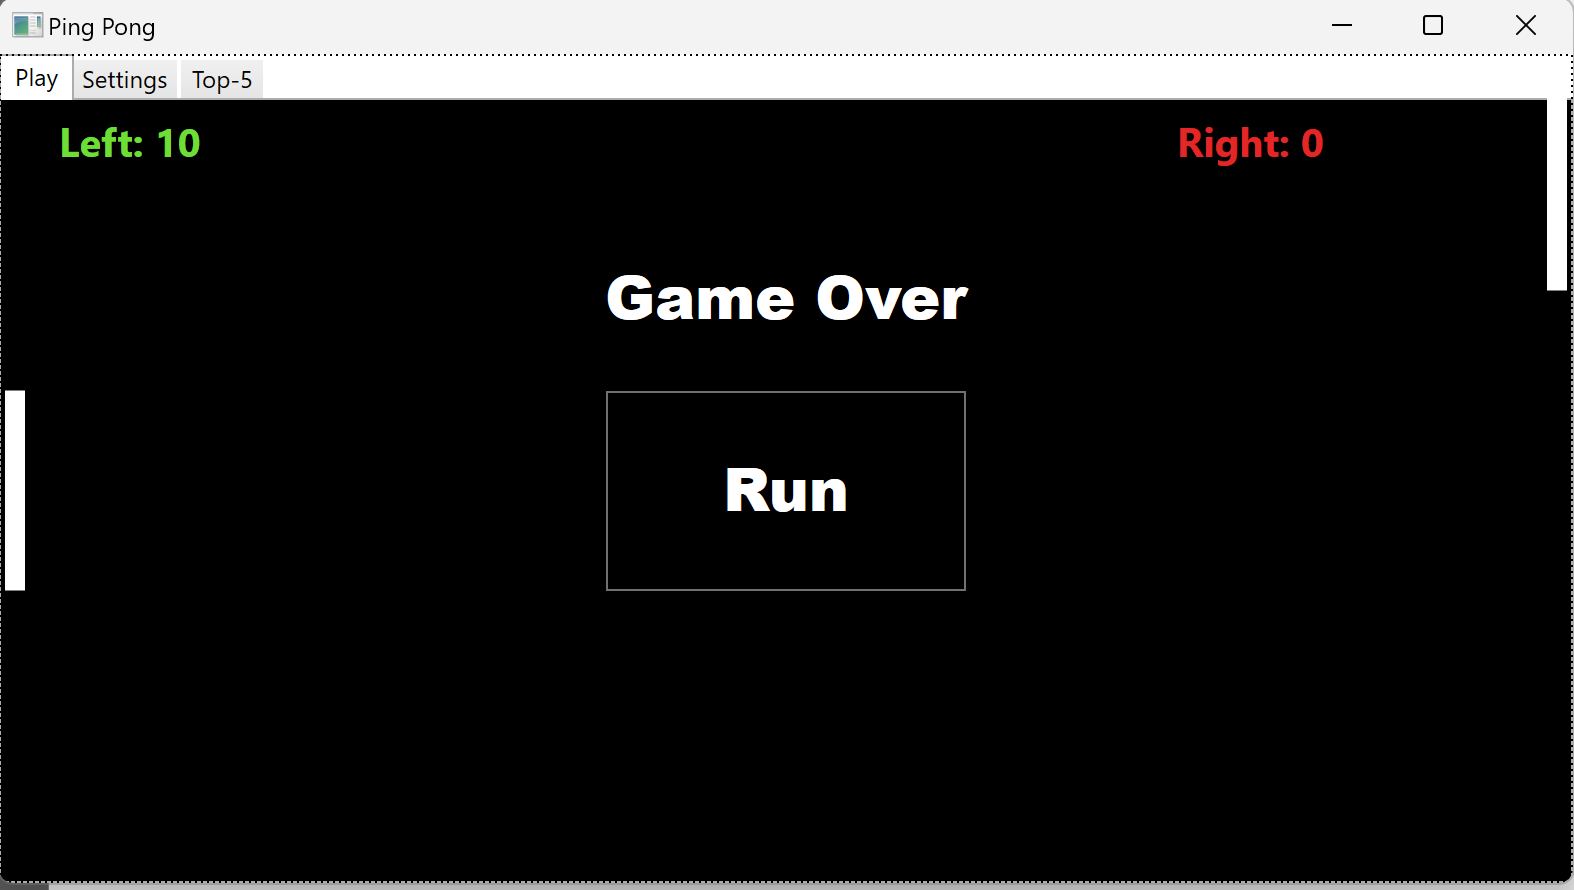 Ping Pong
Play Settings Top-5
Left: 10 Right: 0
Game Over
Run